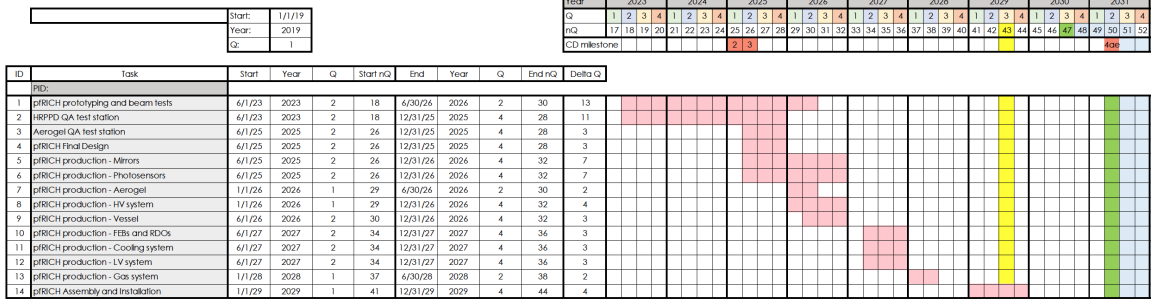 Year 2023 2024 2025 2026 2027 2028 2029 2030 2031
Start: 1/1/19 Q 1 2 3 4 1 2 3 4 1 2 3 4 1 2 3 4 1 2 3 4 1 2 3 4 1 2 3 4 1 2 3 4 1 2 3 4
Year: 2019 nQ 17 18 19 20 21 22 23 24 25 26 27 28 29 30 31 32 33 34 35 36 37 38 39 40 41 42 43 44 45 46 47 48 49 50 51 52
Q: 1 CD milestone 2 3 4ae
ID Task Start Year Q Start nQ End Year Q End nQ Delta Q
PID:
1 pfRICH prototyping and beam tests 6/1/23 2023 2 18 6/30/26 2026 2 30 13
2 HRPPD QA test station 6/1/23 2023 2 18 12/31/25 2025 4 28 11
3 Aerogel QA test station 6/1/25 2025 2 26 12/31/25 2025 4 28 3
4 pfRICH Final Design 6/1/25 2025 2 26 12/31/25 2025 4 28 3
5 pfRICH production - Mirrors 6/1/25 2025 2 26 12/31/26 2026 4 32 7
6 pfRICH production - Photosensors 6/1/25 2025 2 26 12/31/26 2026 4 32 7
7 pfRICH production - Aerogel 1/1/26 2026 1 29 6/30/26 2026 2 30 2
8 pfRICH production - HV system 1/1/26 2026 1 29 12/31/26 2026 4 32 4
9 pfRICH production - Vessel 6/1/26 2026 2 30 12/31/26 2026 4 32 3
10 pfRICH production - FEBs and RDOs 6/1/27 2027 2 34 12/31/27 2027 4 36 3
11 pfRICH production - Cooling system 6/1/27 2027 2 34 12/31/27 2027 4 36 3
12 pfRICH production - LV system 6/1/27 2027 2 34 12/31/27 2027 4 36 3
13 pfRICH production - Gas system 1/1/28 2028 1 37 6/30/28 2028 2 38 2
14 pfRICH Assembly and Installation 1/1/29 2029 1 41 12/31/29 2029 4 44 4